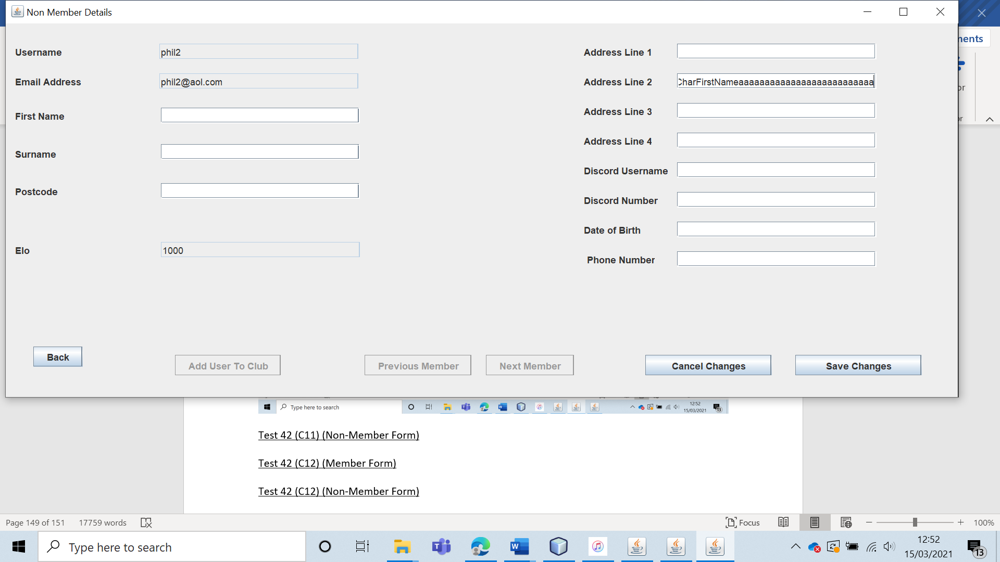 Non Member Details
Username
phil2
Email Address
phil2@aol.com
First Name
Surname
Postcode
Elo
1000
Address Line 1
Address Line 2
CharFirstNameaaaaaaaaaaaaaaaaaaaaaaaaaa
Address Line 3
Address Line 4
Discord Username
Discord Number
Date of Birth
Phone Number
Back
Add User To Club
Previous Member
Next Member
Cancel Changes
Save Changes
Type here to search
12:52
15/03/2021
13
Test 42 (C11) (Non-Member Form)
Test 42 (C12) (Member Form)
Test 42 (C12) (Non-Member Form)
Page 149 of 151
17759 words
Focus
100%
Type here to search
12:52
15/03/2021
13